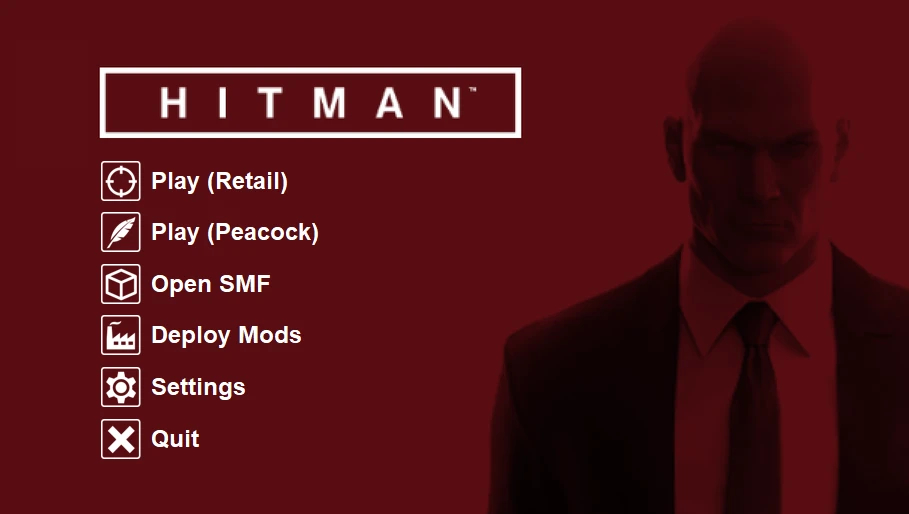 HITMAN™
Play (Retail)
Play (Peacock)
Open SMF
Deploy Mods
Settings
Quit